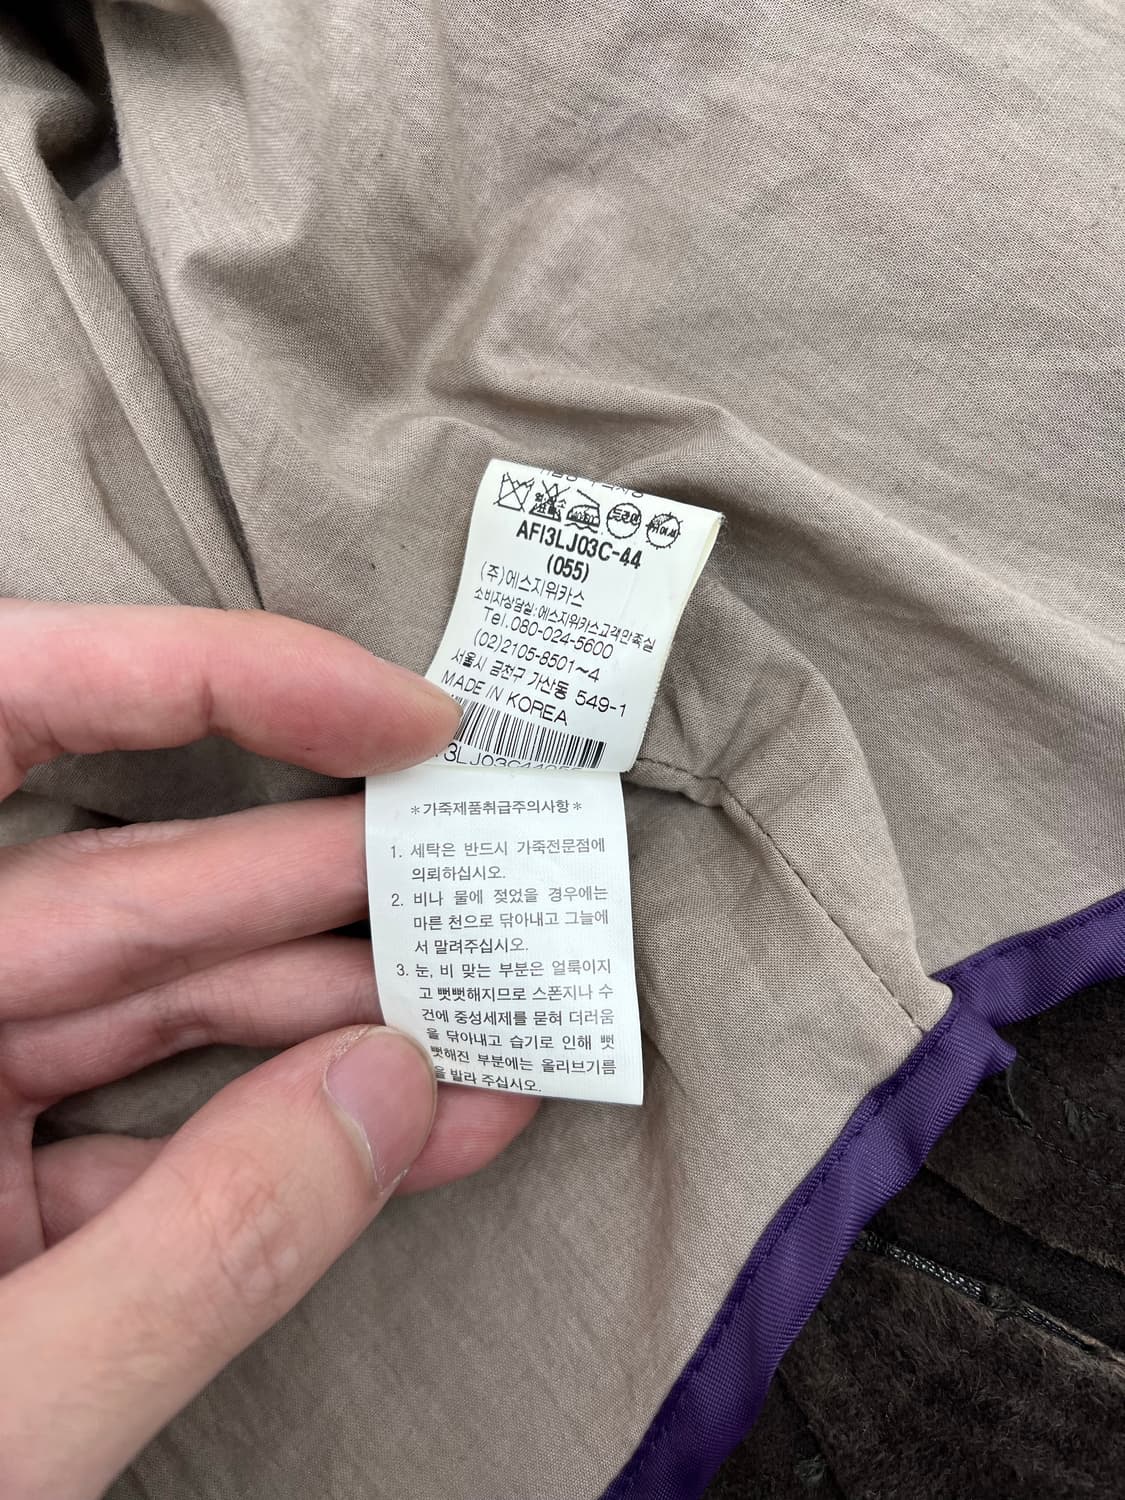 AFI3LJ03C-44
(055)
(주)에스지위카스
소비자상담실:에스지위카스고객만족실
Tel.080-024-5600
(02)2105-8501~4
서울시 금천구 가산동 549-1
MADE IN KOREA
*가죽제품취급주의사항*
1. 세탁은 반드시 가죽전문점에
의뢰하십시오.
2. 비나 물에 젖었을 경우에는
마른 천으로 닦아내고 그늘에
서 말려주십시오.
3. 눈, 비 맞는 부분은 얼룩이지
고 뻣뻣해지므로 스폰지나 수
건에 중성세제를 묻혀 더러움
을 닦아내고 습기로 인해 뻣
뻣해진 부분에는 올리브기름
을 발라 주십시오.